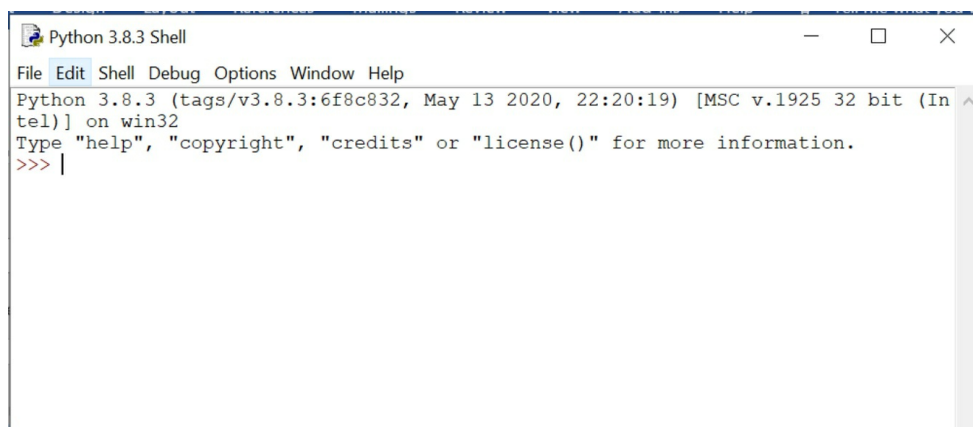 Python 3.8.3 Shell
File Edit Shell Debug Options Window Help
Python 3.8.3 (tags/v3.8.3:6f8c832, May 13 2020, 22:20:19) [MSC v.1925 32 bit (In
tel)] on win32
Type "help", "copyright", "credits" or "license()" for more information.
>>>